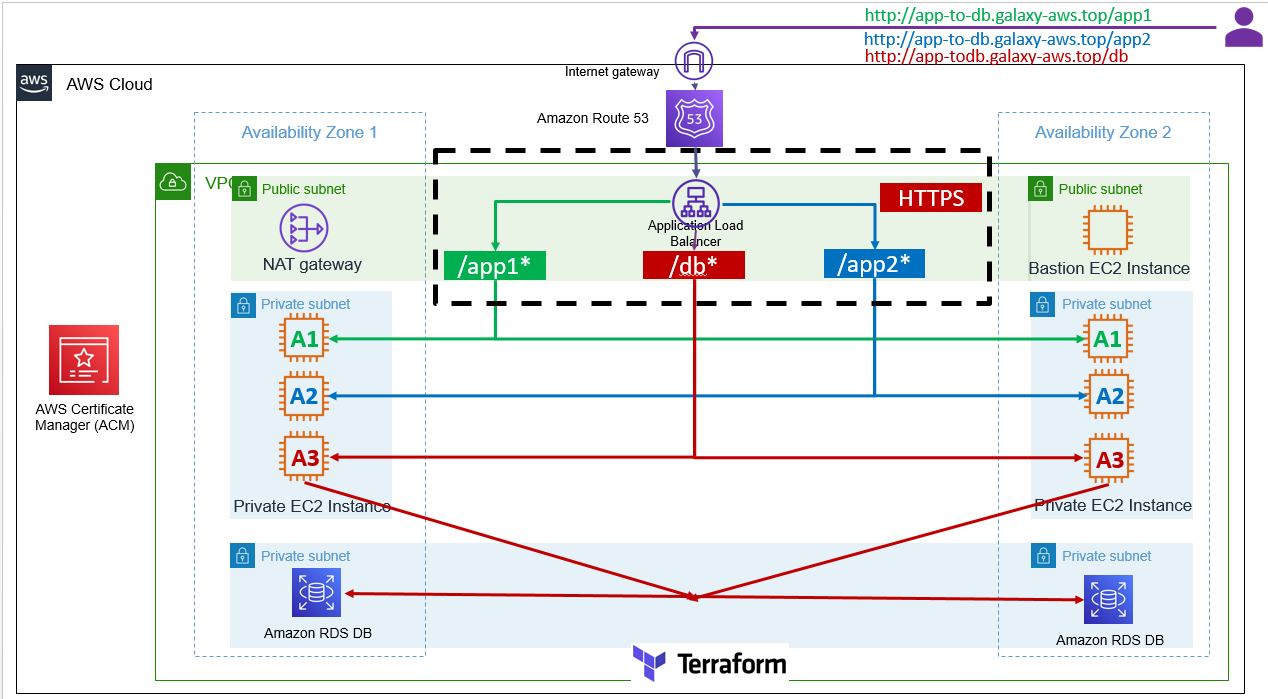 http://app-to-db.galaxy-aws.top/app1
http://app-to-db.galaxy-aws.top/app2
http://app-todb.galaxy-aws.top/db
Internet gateway
aws
AWS Cloud
Amazon Route 53
53
Availability Zone 1
Availability Zone 2
VPC
Public subnet
HTTPS
Public subnet
Application Load
Balancer
NAT gateway
/app1*
/db*
/app2*
Bastion EC2 Instance
Private subnet
Private subnet
A1
A1
A2
A2
AWS Certificate
Manager (ACM)
A3
A3
Private EC2 Instance
Private EC2 Instance
Private subnet
Private subnet
Amazon RDS DB
Amazon RDS DB
Terraform